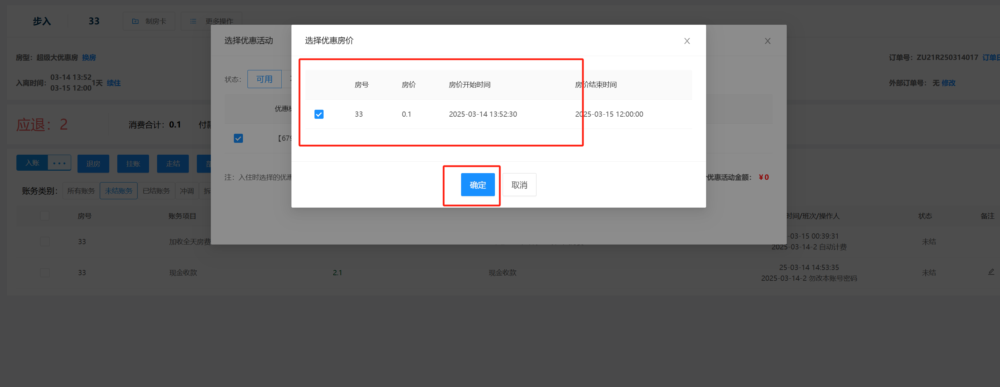 步入 33 制房卡 更多操作
选择优惠活动
选择优惠房价
房型：超级大优惠房 换房
订单号：ZU21R250314017 订单
入离时间：03-14 13:52
03-15 12:00 1天 续住
状态： 可用
外部订单号： 无 修改
房号 房价 房价开始时间 房价结束时间
33 0.1 2025-03-14 13:52:30 2025-03-15 12:00:00
应退：2 消费合计：0.1 付款
优惠
【679
入账 ••• 退房 挂账 走结 部
注：入住时选择的优惠
优惠活动金额： ¥0
确定 取消
账务类别： 所有账务 未结账务 已结账务 冲调 拆
房号 账务项目 时间/班次/操作人 状态 备注
33 加收全天房费 -03-15 00:39:31
2025-03-14-2 自动计费 未结
33 现金收款 2.1 现金收款 25-03-14 14:53:35
2025-03-14-2 勿改本账号密码 未结